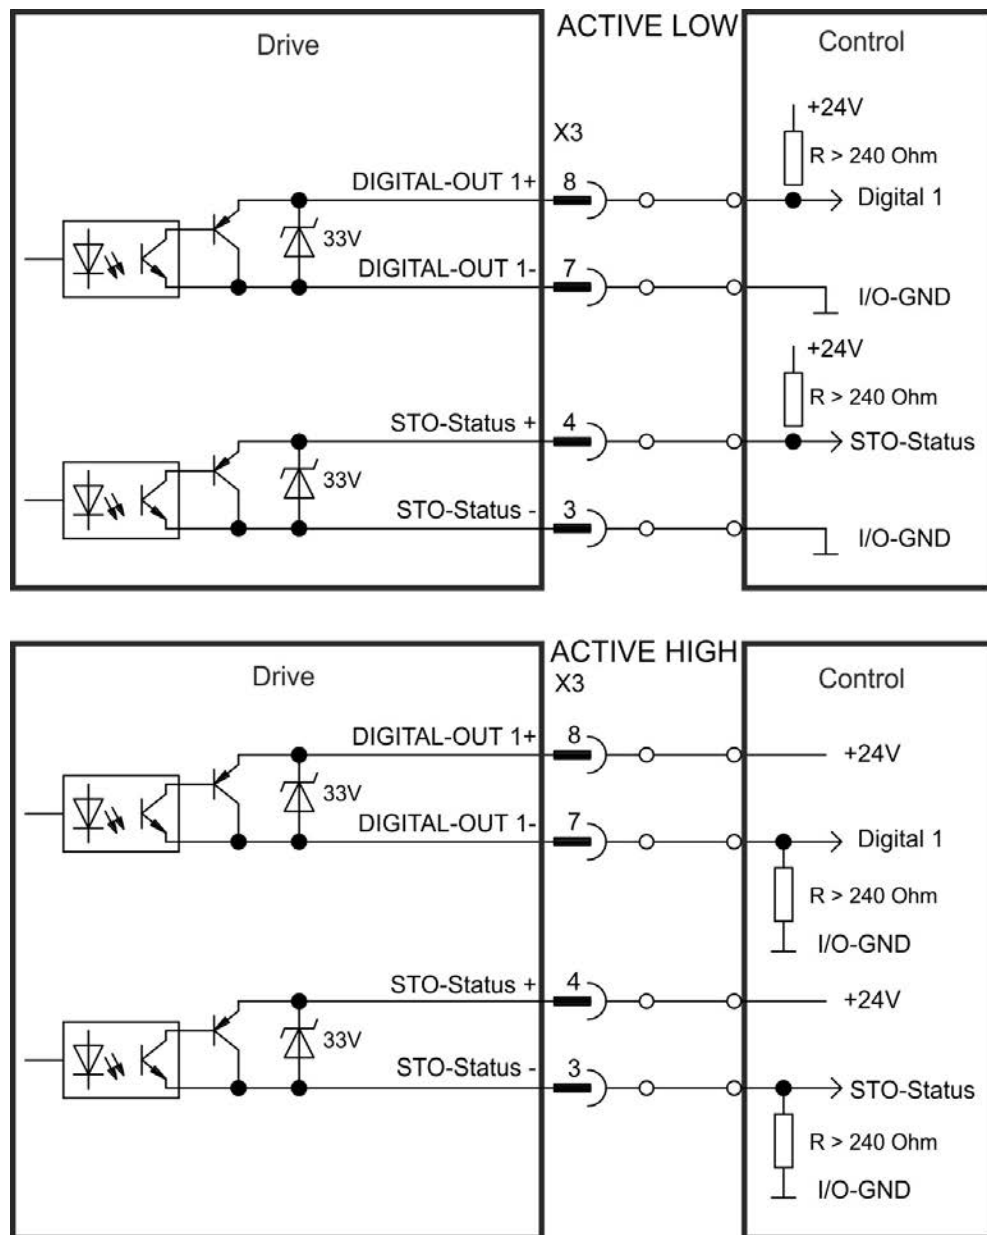 ACTIVE LOW
Drive
Control
+24V
X3
R > 240 Ohm
DIGITAL-OUT 1+
8
Digital 1
33V
DIGITAL-OUT 1-
7
I/O-GND
+24V
R > 240 Ohm
STO-Status +
4
STO-Status
33V
STO-Status -
3
I/O-GND
ACTIVE HIGH
Drive
X3
Control
DIGITAL-OUT 1+
8
+24V
33V
DIGITAL-OUT 1-
7
Digital 1
R > 240 Ohm
I/O-GND
STO-Status +
4
+24V
33V
STO-Status -
3
STO-Status
R > 240 Ohm
I/O-GND